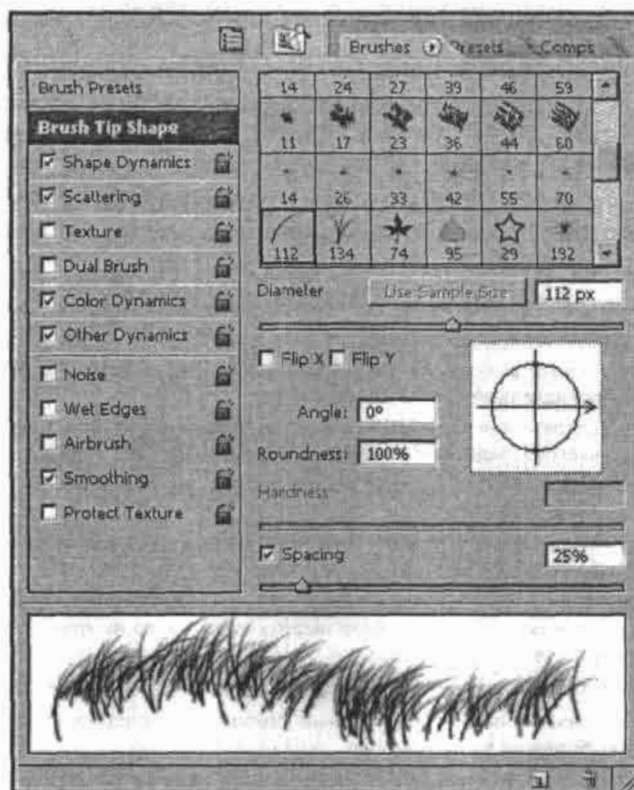 Brushes Presets Comps
Brush Presets
Brush Tip Shape
Shape Dynamics
Scattering
Texture
Dual Brush
Color Dynamics
Other Dynamics
Noise
Wet Edges
Airbrush
Smoothing
Protect Texture
14 24 27 39 46 59
11 17 23 36 44 60
14 26 33 42 55 70
112 134 74 95 29 192
Diameter Use Sample Size 112 px
Flip X Flip Y
Angle: 0°
Roundness: 100%
Hardness
Spacing 25%